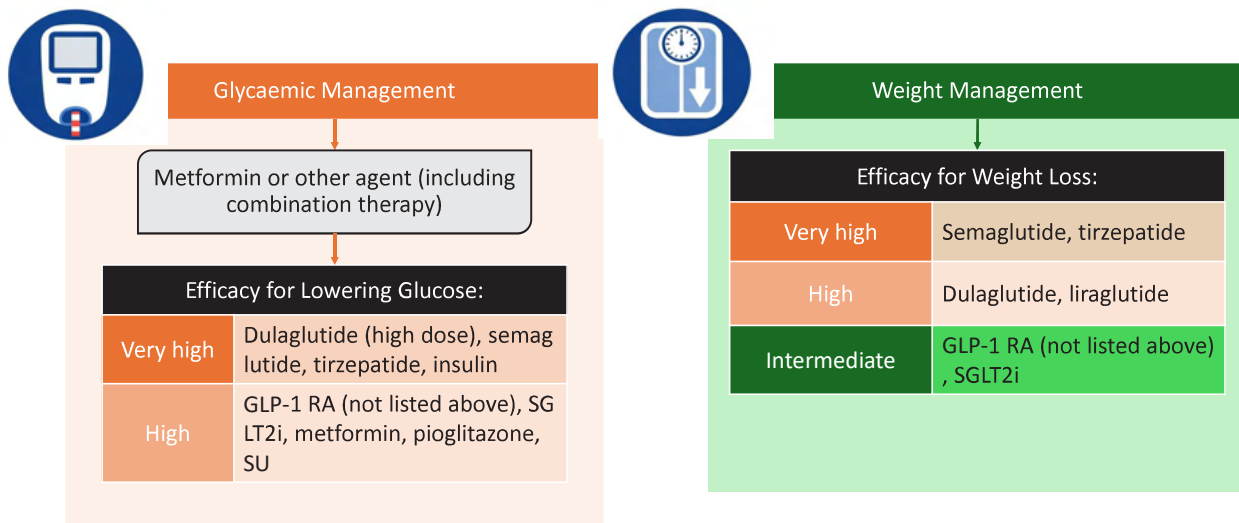 Glycaemic Management
Metformin or other agent (including
combination therapy)
Efficacy for Lowering Glucose:
Very high
Dulaglutide (high dose), semag
lutide, tirzepatide, insulin
High
GLP-1 RA (not listed above), SG
LT2i, metformin, pioglitazone,
SU
Weight Management
Efficacy for Weight Loss:
Very high
Semaglutide, tirzepatide
High
Dulaglutide, liraglutide
Intermediate
GLP-1 RA (not listed above)
, SGLT2i